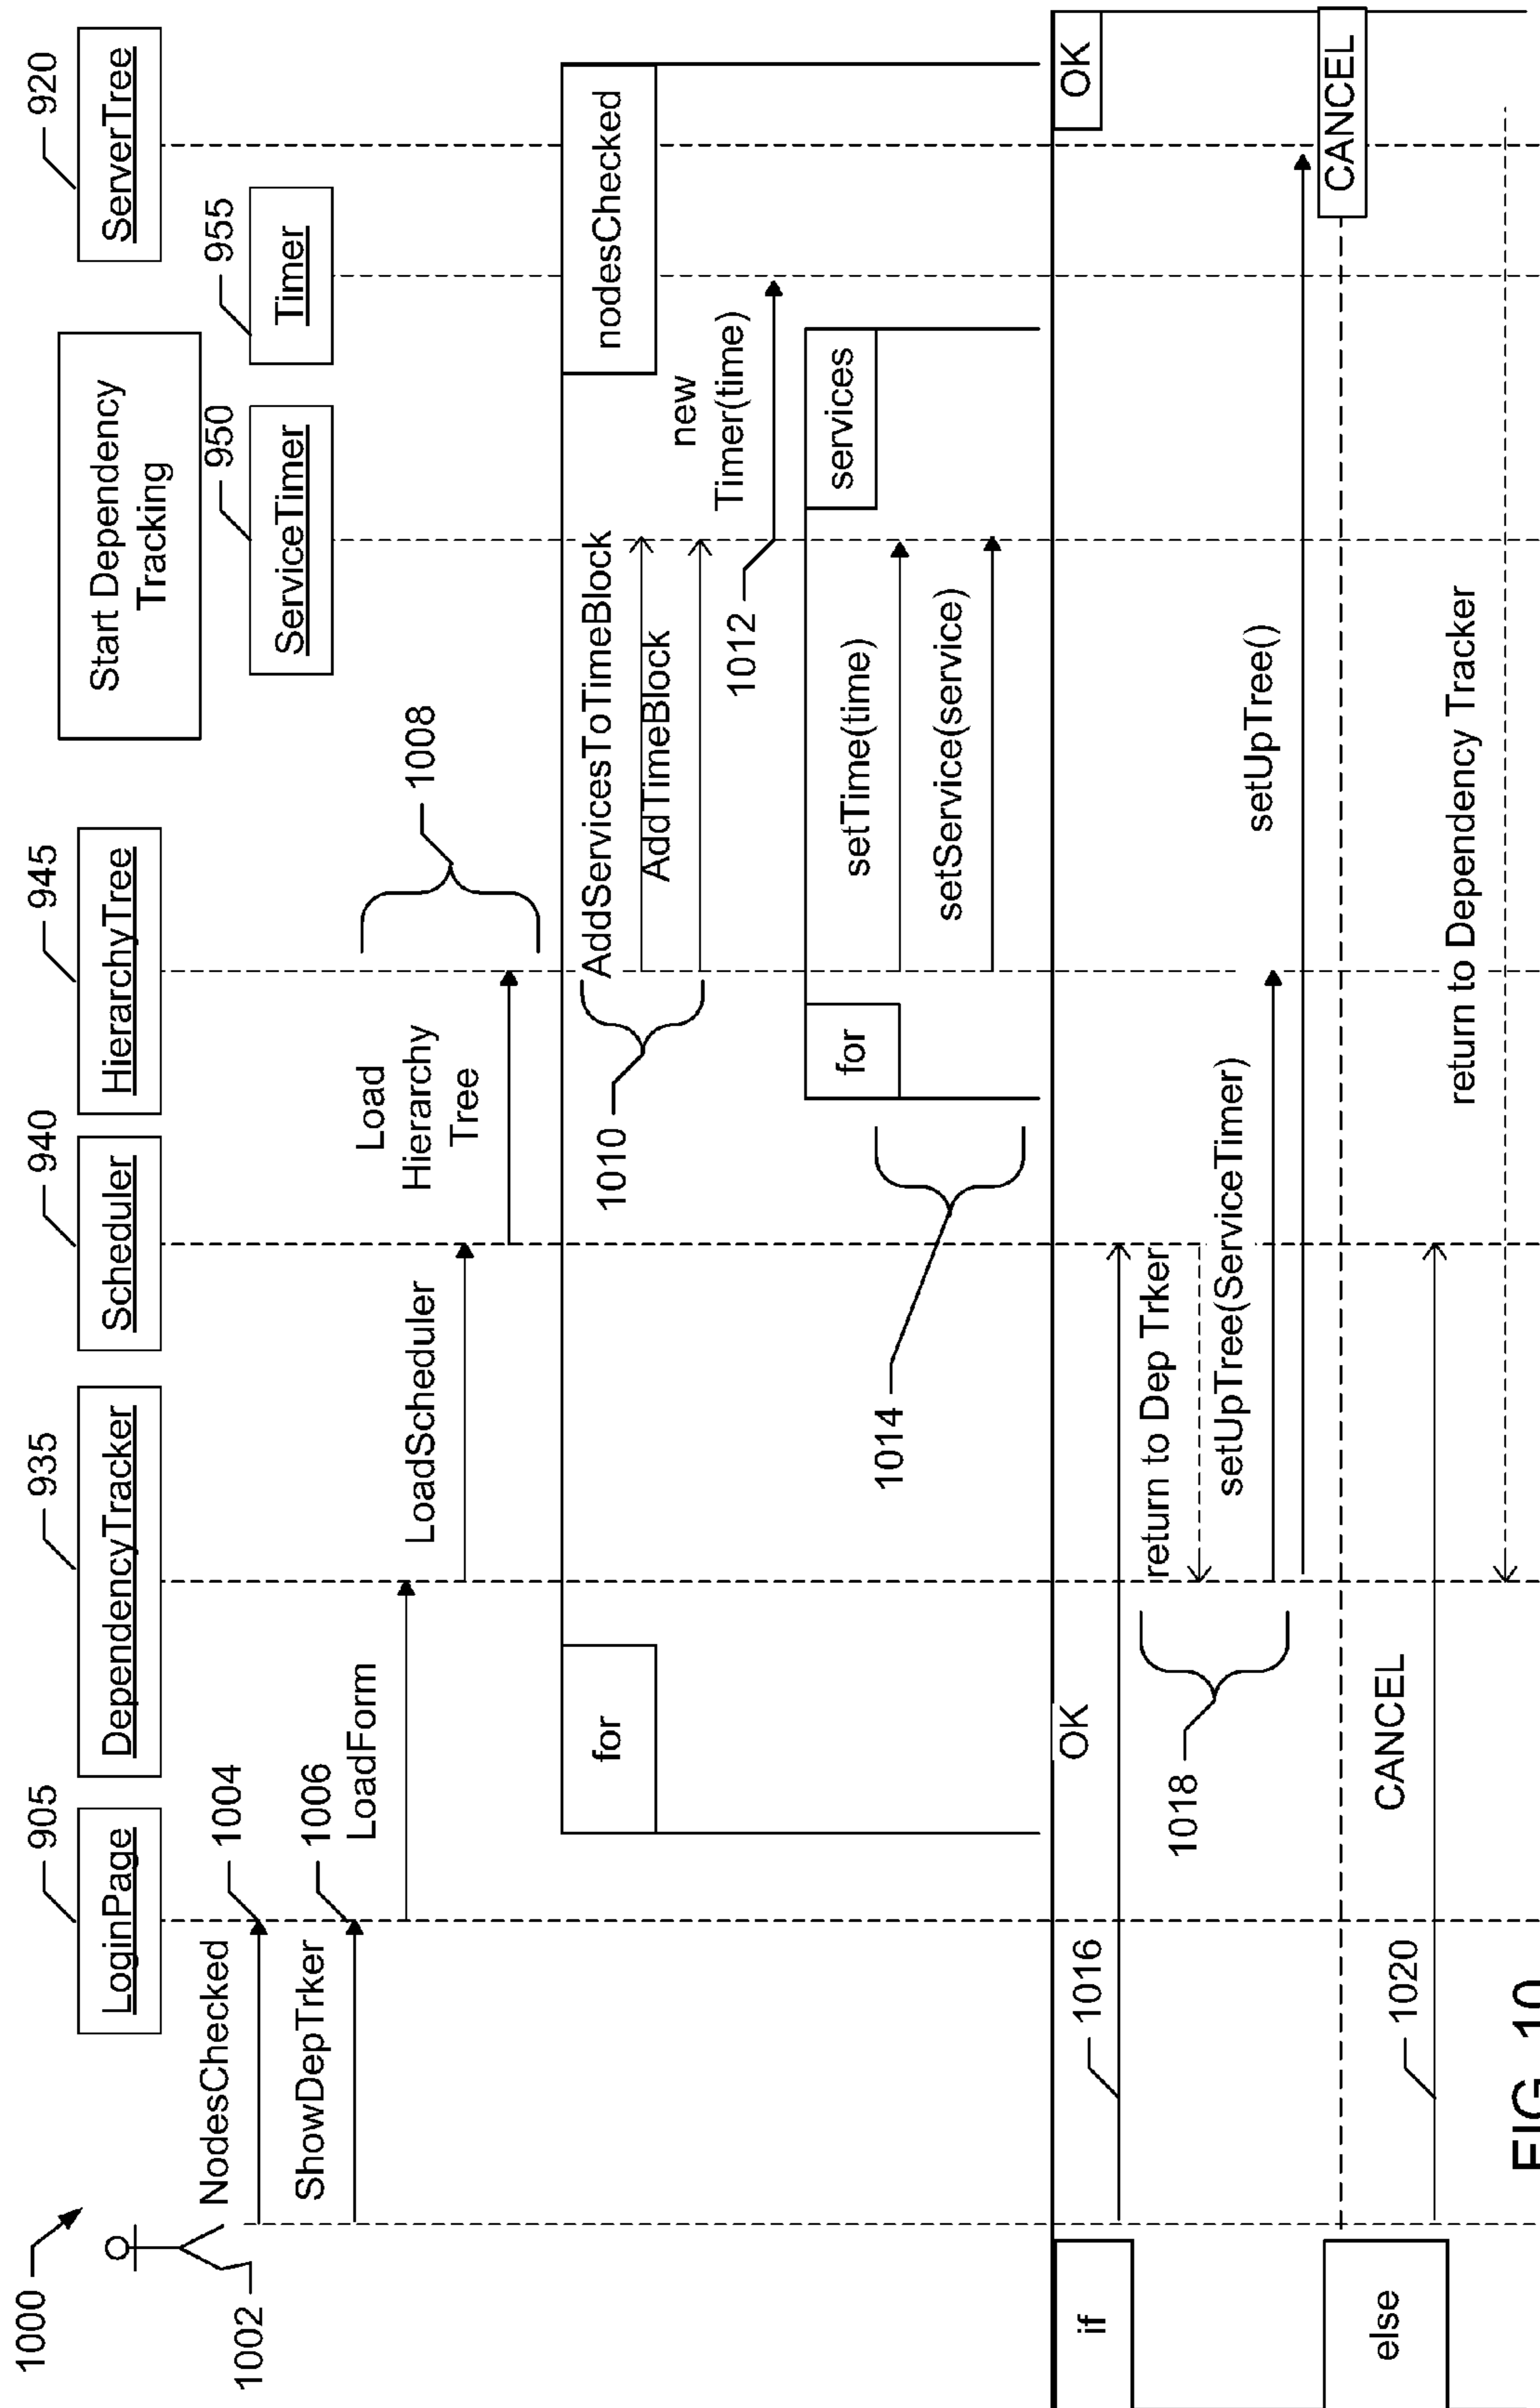 1000
1002
Start Dependency
Tracking
905
LoginPage
935
DependencyTracker
940
Scheduler
945
HierarchyTree
950
ServiceTimer
955
Timer
920
ServerTree
NodesChecked
1004
ShowDepTrker
1006
LoadForm
LoadScheduler
Load
Hierarchy
Tree
1008
for
nodesChecked
1010
AddServicesToTimeBlock
AddTimeBlock
new
Timer(time)
1012
for
services
1014
setTime(time)
setService(service)
if
OK
OK
1016
return to Dep Trker
1018
setUpTree(ServiceTimer)
setUpTree()
else
CANCEL
CANCEL
1020
return to Dependency Tracker
FIG. 10